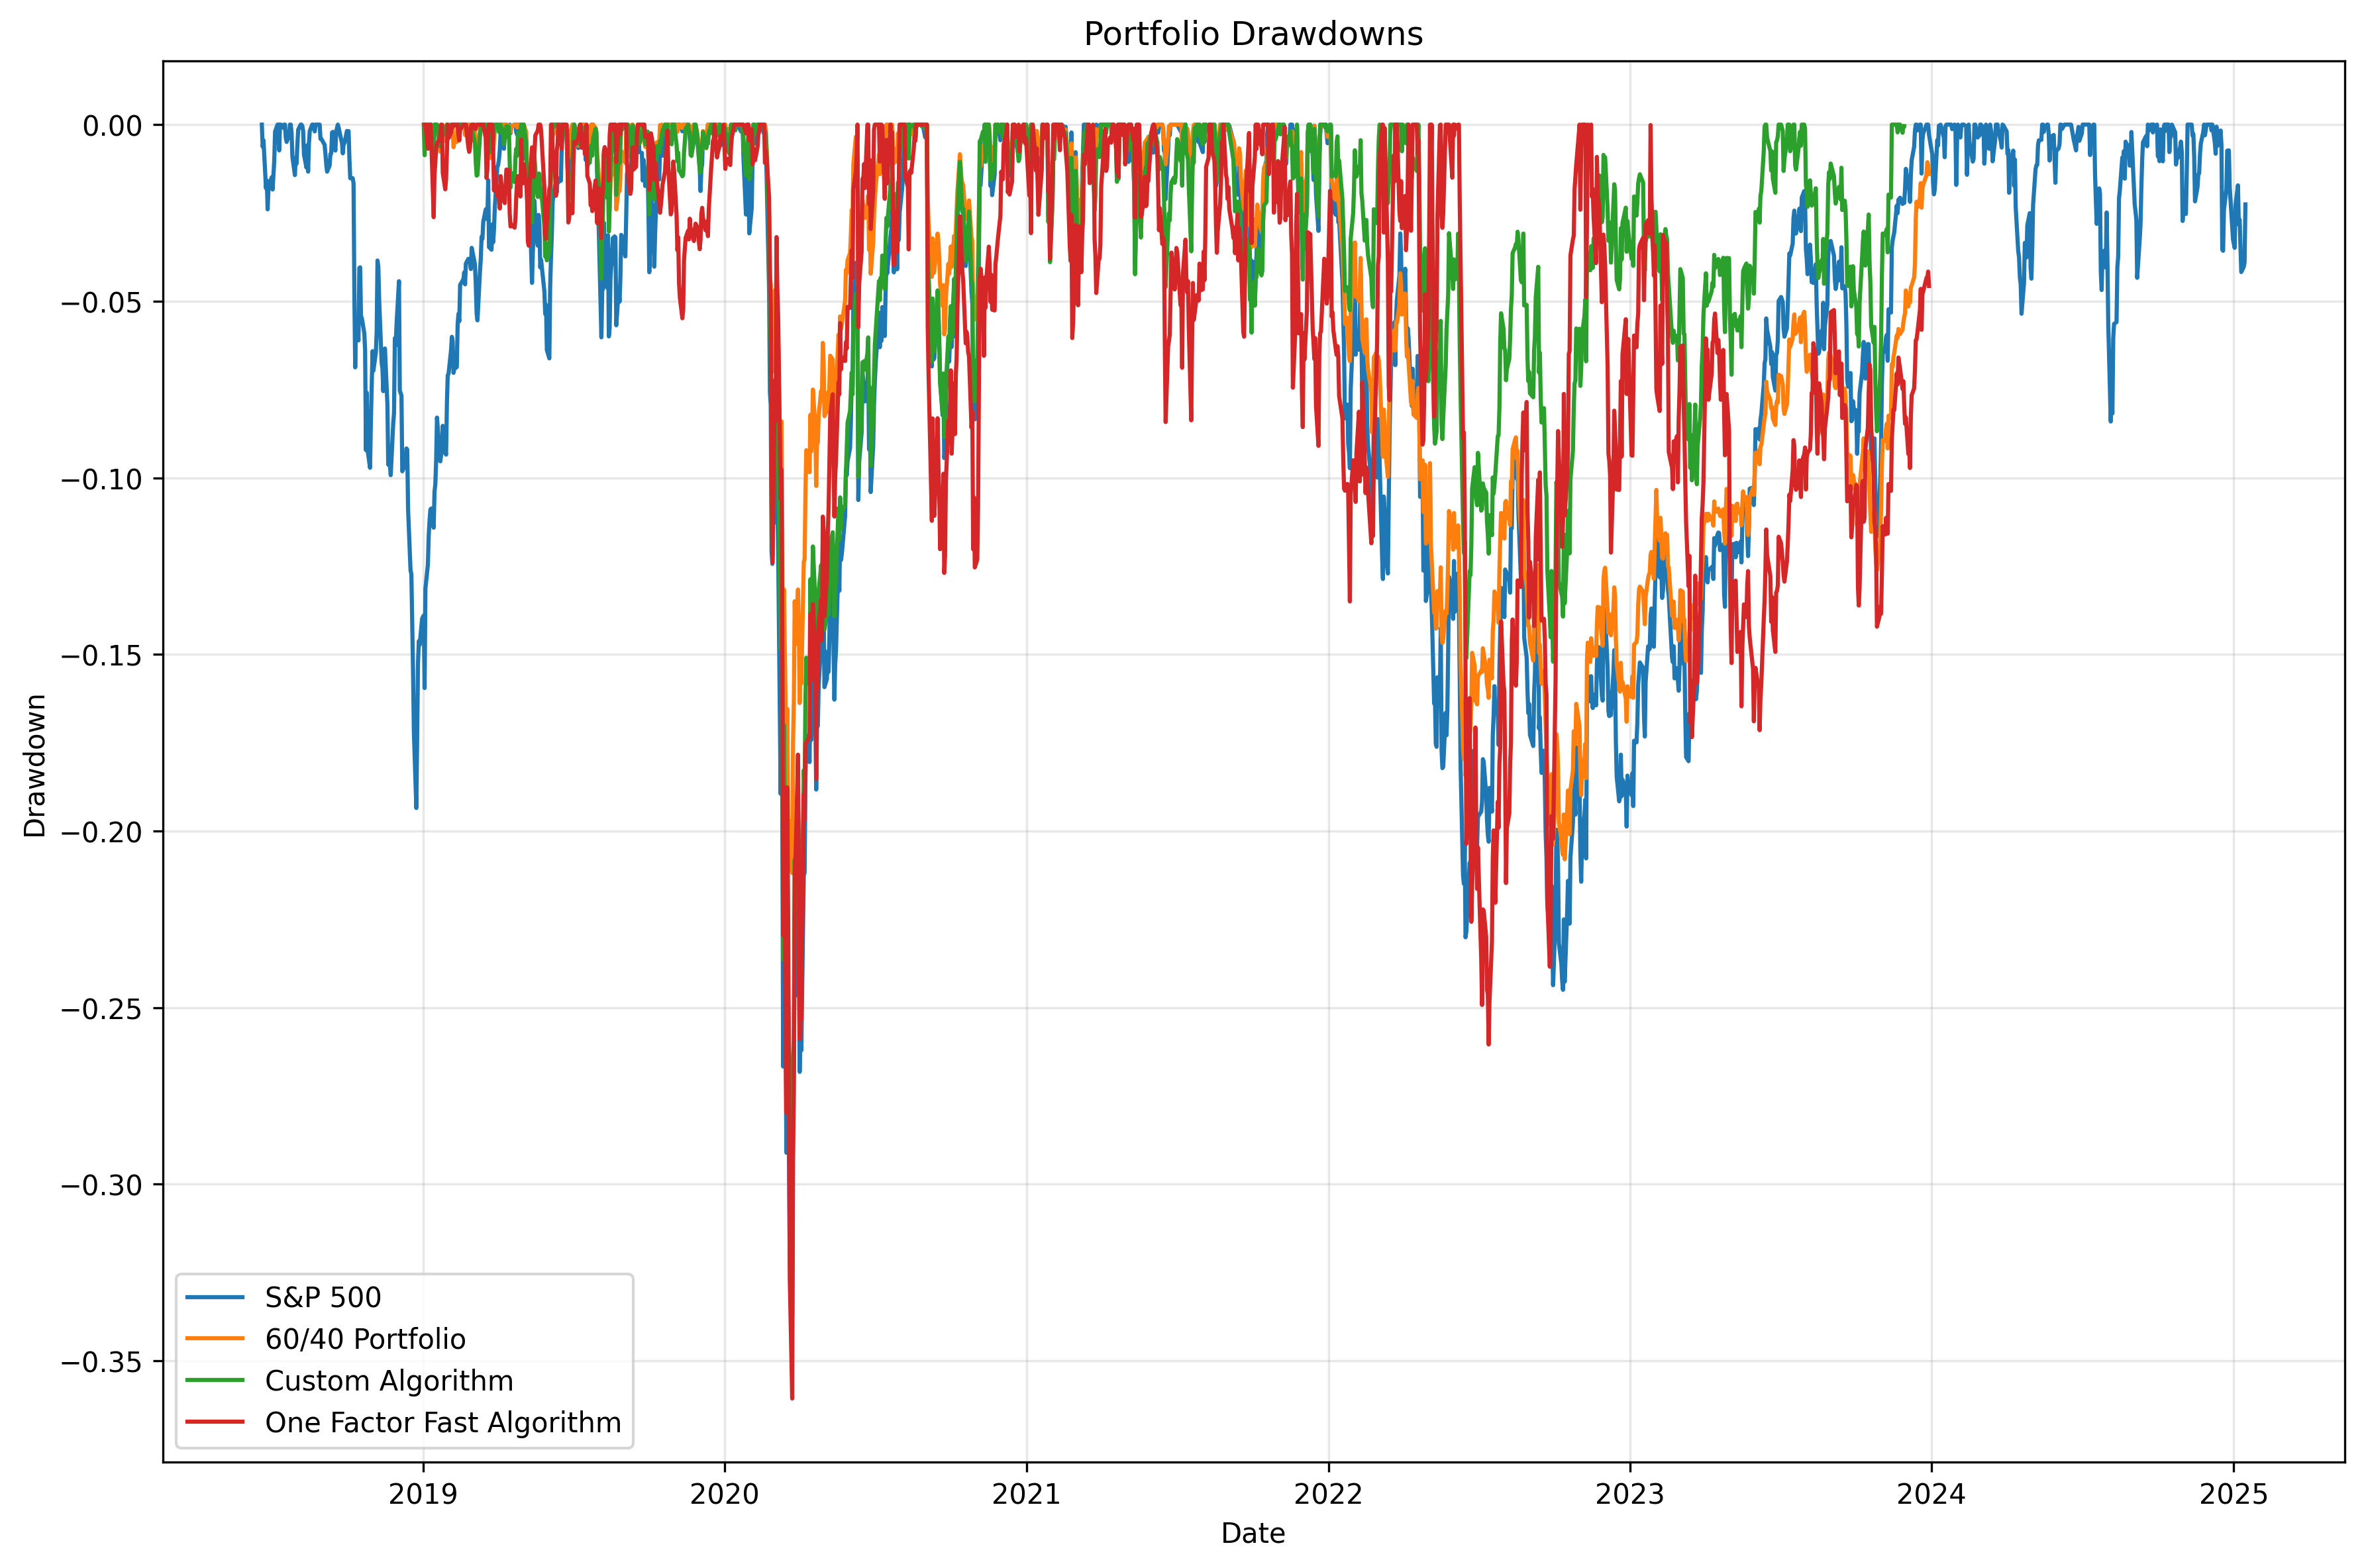 Portfolio Drawdowns
Drawdown
0.00
−0.05
−0.10
−0.15
−0.20
−0.25
−0.30
−0.35
S&P 500
60/40 Portfolio
Custom Algorithm
One Factor Fast Algorithm
2019 2020 2021 2022 2023 2024 2025
Date